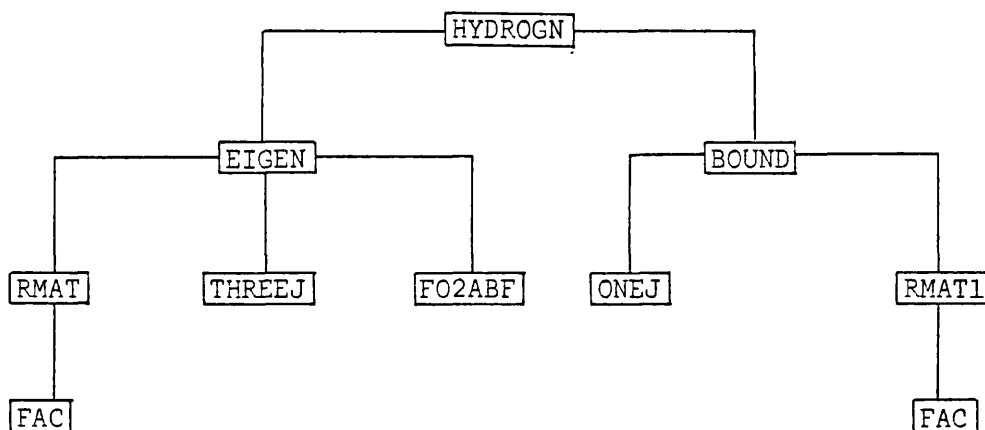 HYDROGN
EIGEN BOUND
RMAT THREEJ FO2ABF ONEJ RMAT1
FAC FAC